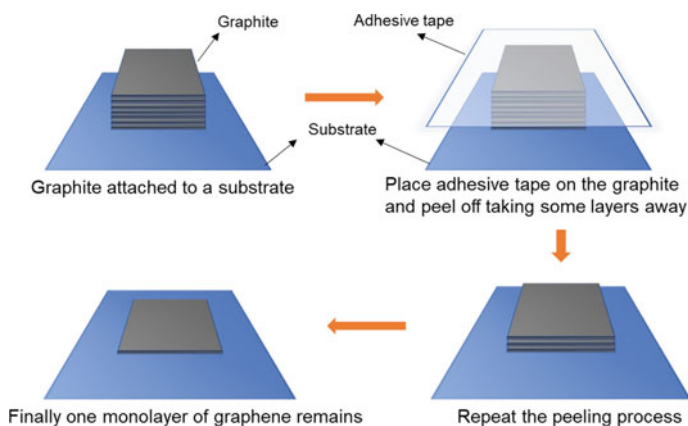 Graphite
Adhesive tape
Substrate
Graphite attached to a substrate
Place adhesive tape on the graphite
and peel off taking some layers away
Finally one monolayer of graphene remains
Repeat the peeling process